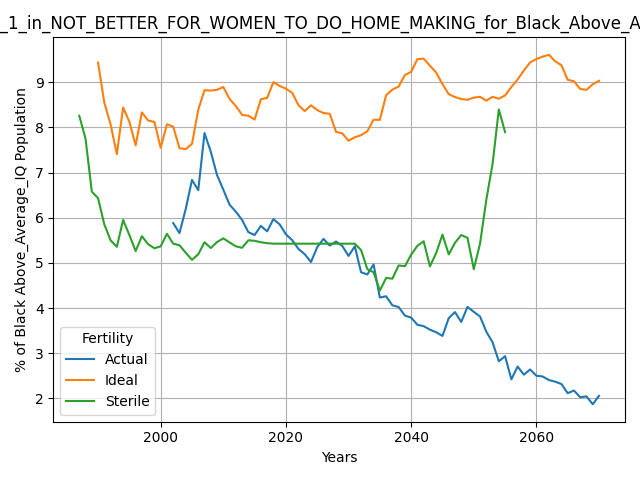 _1_in_NOT_BETTER_FOR_WOMEN_TO_DO_HOME_MAKING_for_Black_Above_A
% of Black Above_Average_IQ Population
9
8
7
6
5
4
3
2
Fertility
Actual
Ideal
Sterile
2000 2020 2040 2060
Years